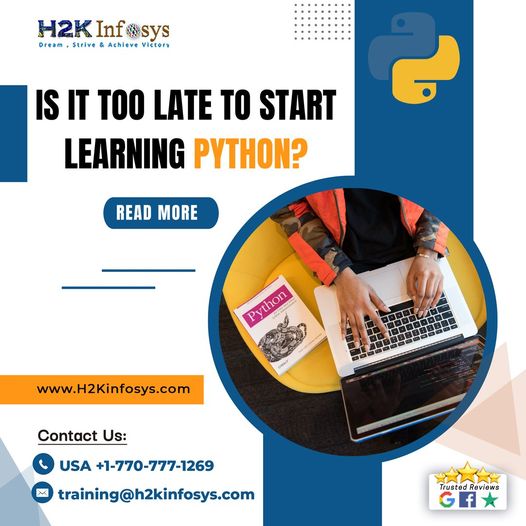 H2K Infosys
Dream , Strive & Achieve Victory
IS IT TOO LATE TO START
LEARNING PYTHON?
READ MORE
Python
www.H2Kinfosys.com
Contact Us:
USA +1-770-777-1269
training@h2kinfosys.com
Trusted Reviews
G f